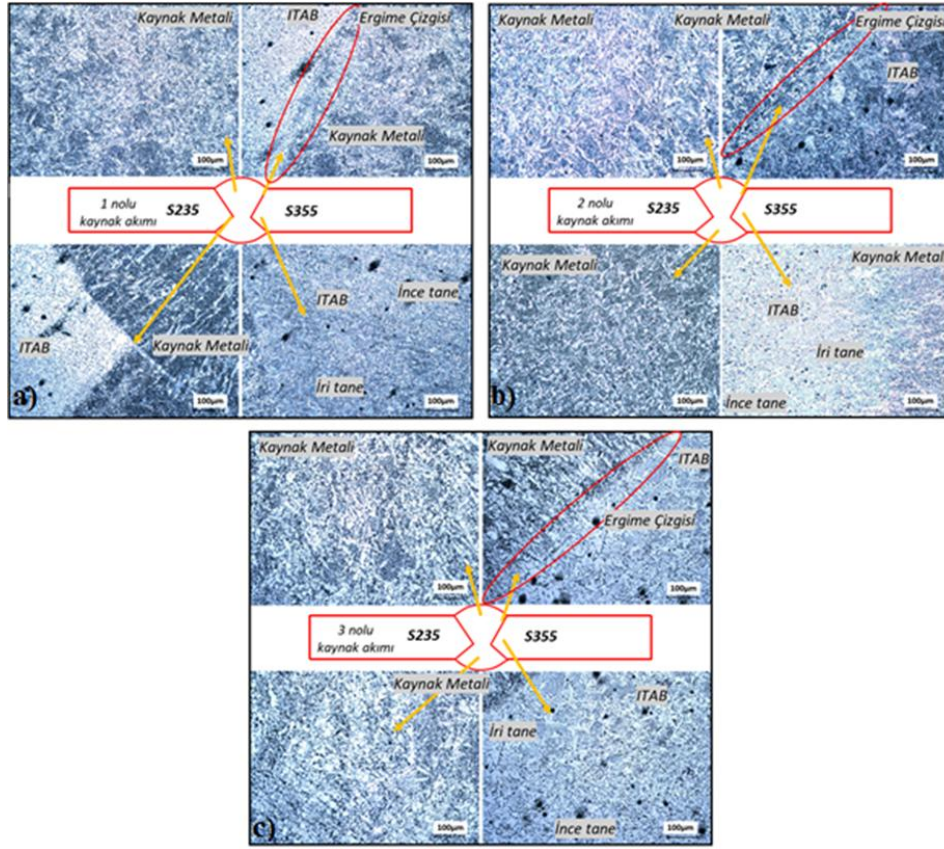 Kaynak Metali
ITAB
Ergime Çizgisi
Kaynak Metali
100µm
100µm
1 nolu
kaynak akımı
S235
S355
ITAB
Kaynak Metali
ITAB
İnce tane
İri tane
100µm
100µm
a)
Kaynak Metali
Kaynak Metali
Ergime Çizgisi
ITAB
100µm
100µm
2 nolu
kaynak akımı
S235
S355
Kaynak Metali
Kaynak Metali
ITAB
İri tane
İnce tane
100µm
100µm
b)
Kaynak Metali
Kaynak Metali
ITAB
Ergime Çizgisi
100µm
100µm
3 nolu
kaynak akımı
S235
S355
Kaynak Metali
ITAB
İri tane
İnce tane
100µm
100µm
c)